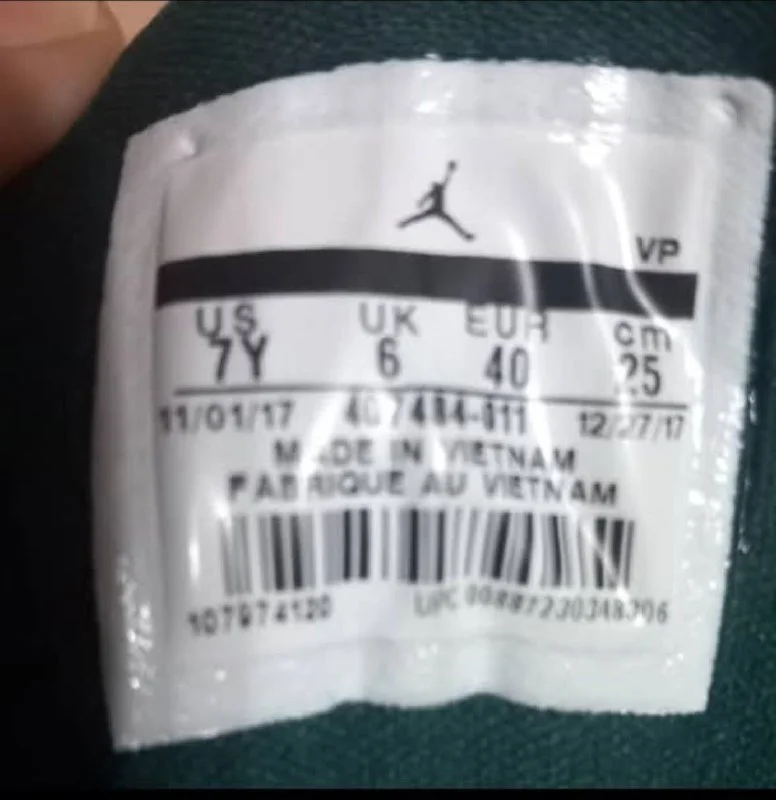 VP
US UK EUR cm
7Y 6 40 25
11/01/17 12/27/17
MADE IN VIETNAM
FABRIQUE AU VIETNAM
107974120 UPC